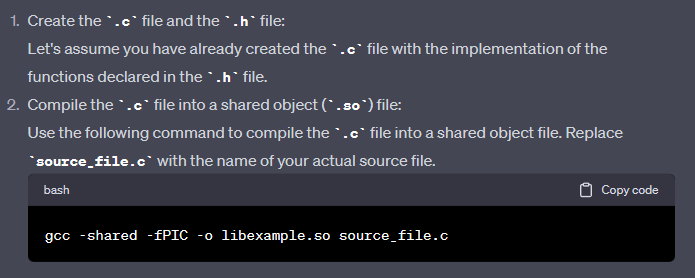 1. Create the `.c` file and the `.h` file:
Let's assume you have already created the `.c` file with the implementation of the
functions declared in the `.h` file.
2. Compile the `.c` file into a shared object (`.so`) file:
Use the following command to compile the `.c` file into a shared object file. Replace
`source_file.c` with the name of your actual source file.
bash Copy code
gcc -shared -fPIC -o libexample.so source_file.c